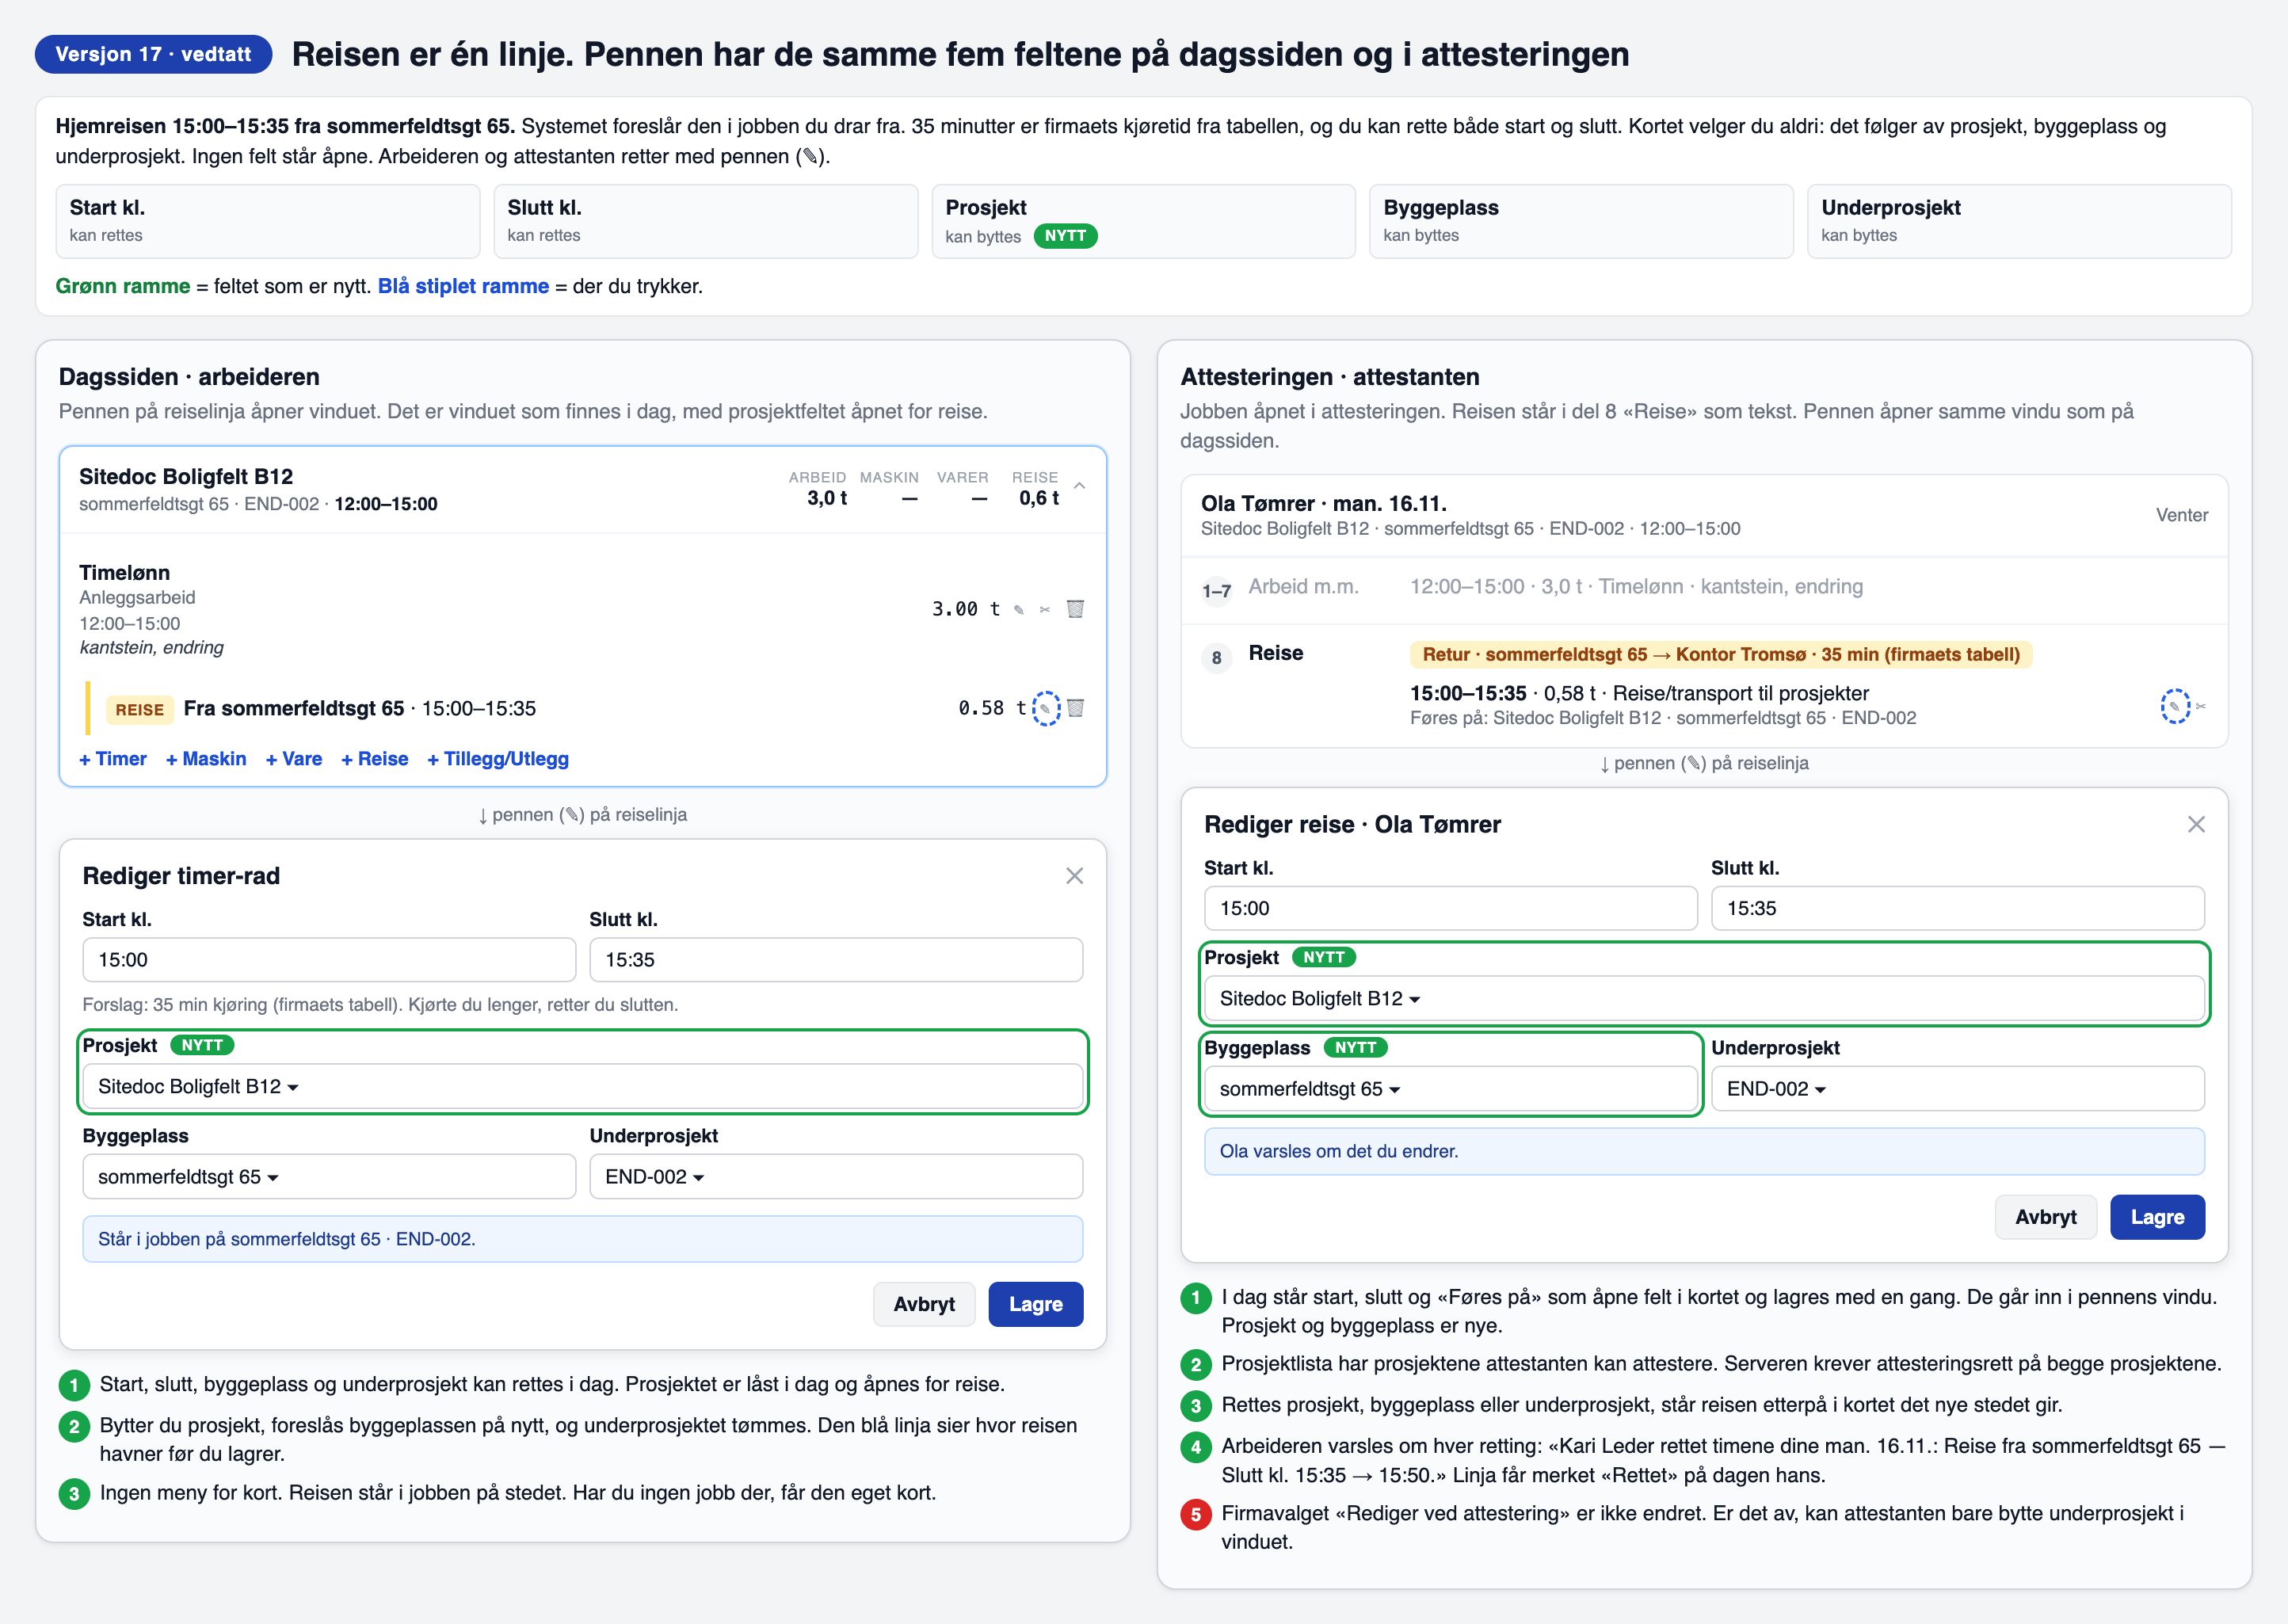 Versjon 17 · vedtatt
Reisen er én linje. Pennen har de samme fem feltene på dagssiden og i attesteringen
Hjemreisen 15:00–15:35 fra sommerfeldtsgt 65. Systemet foreslår den i jobben du drar fra. 35 minutter er firmaets kjøretid fra tabellen, og du kan rette både start og slutt. Kortet velger du aldri: det følger av prosjekt, byggeplass og
underprosjekt. Ingen felt står åpne. Arbeideren og attestanten retter med pennen (✎).
Start kl.
kan rettes
Slutt kl.
kan rettes
Prosjekt
kan byttes NYTT
Byggeplass
kan byttes
Underprosjekt
kan byttes
Grønn ramme = feltet som er nytt. Blå stiplet ramme = der du trykker.
Dagssiden · arbeideren
Pennen på reiselinja åpner vinduet. Det er vinduet som finnes i dag, med prosjektfeltet åpnet for reise.
Sitedoc Boligfelt B12
sommerfeldtsgt 65 · END-002 · 12:00–15:00
ARBEID MASKIN VARER REISE
3,0 t — — 0,6 t
Timelønn
Anleggsarbeid
12:00–15:00
kantstein, endring
3.00 t ✎ ✂ 🗑
REISE Fra sommerfeldtsgt 65 · 15:00–15:35
0.58 t ✎ 🗑
+ Timer + Maskin + Vare + Reise + Tillegg/Utlegg
↓ pennen (✎) på reiselinja
Rediger timer-rad
Start kl. Slutt kl.
15:00 15:35
Forslag: 35 min kjøring (firmaets tabell). Kjørte du lenger, retter du slutten.
Prosjekt NYTT
Sitedoc Boligfelt B12
Byggeplass Underprosjekt
sommerfeldtsgt 65 END-002
Står i jobben på sommerfeldtsgt 65 · END-002.
Avbryt Lagre
1 Start, slutt, byggeplass og underprosjekt kan rettes i dag. Prosjektet er låst i dag og åpnes for reise.
2 Bytter du prosjekt, foreslås byggeplassen på nytt, og underprosjektet tømmes. Den blå linja sier hvor reisen
havner før du lagrer.
3 Ingen meny for kort. Reisen står i jobben på stedet. Har du ingen jobb der, får den eget kort.
Attesteringen · attestanten
Jobben åpnet i attesteringen. Reisen står i del 8 «Reise» som tekst. Pennen åpner samme vindu som på
dagssiden.
Ola Tømrer · man. 16.11.
Sitedoc Boligfelt B12 · sommerfeldtsgt 65 · END-002 · 12:00–15:00
Venter
1–7 Arbeid m.m. 12:00–15:00 · 3,0 t · Timelønn · kantstein, endring
8 Reise Retur · sommerfeldtsgt 65 → Kontor Tromsø · 35 min (firmaets tabell)
15:00–15:35 · 0,58 t · Reise/transport til prosjekter
Føres på: Sitedoc Boligfelt B12 · sommerfeldtsgt 65 · END-002
✎ ✂
↓ pennen (✎) på reiselinja
Rediger reise · Ola Tømrer
Start kl. Slutt kl.
15:00 15:35
Prosjekt NYTT
Sitedoc Boligfelt B12
Byggeplass NYTT Underprosjekt
sommerfeldtsgt 65 END-002
Ola varsles om det du endrer.
Avbryt Lagre
1 I dag står start, slutt og «Føres på» som åpne felt i kortet og lagres med en gang. De går inn i pennens vindu.
Prosjekt og byggeplass er nye.
2 Prosjektlista har prosjektene attestanten kan attestere. Serveren krever attesteringsrett på begge prosjektene.
3 Rettes prosjekt, byggeplass eller underprosjekt, står reisen etterpå i kortet det nye stedet gir.
4 Arbeideren varsles om hver retting: «Kari Leder rettet timene dine man. 16.11.: Reise fra sommerfeldtsgt 65 —
Slutt kl. 15:35 → 15:50.» Linja får merket «Rettet» på dagen hans.
5 Firmavalget «Rediger ved attestering» er ikke endret. Er det av, kan attestanten bare bytte underprosjekt i
vinduet.